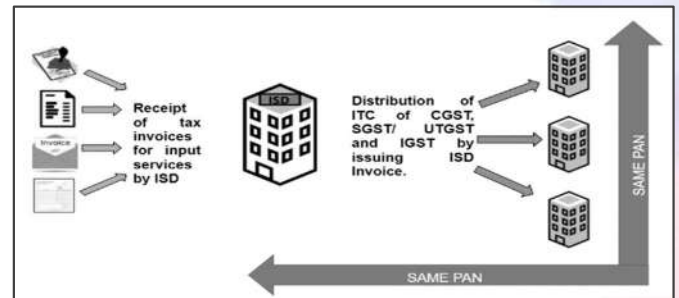 Invoice
Receipt
of tax
invoices
for input
services
by ISD
ISD
Distribution of
ITC of CGST,
SGST/ UTGST
and IGST by
issuing ISD
Invoice.
SAME PAN
SAME PAN